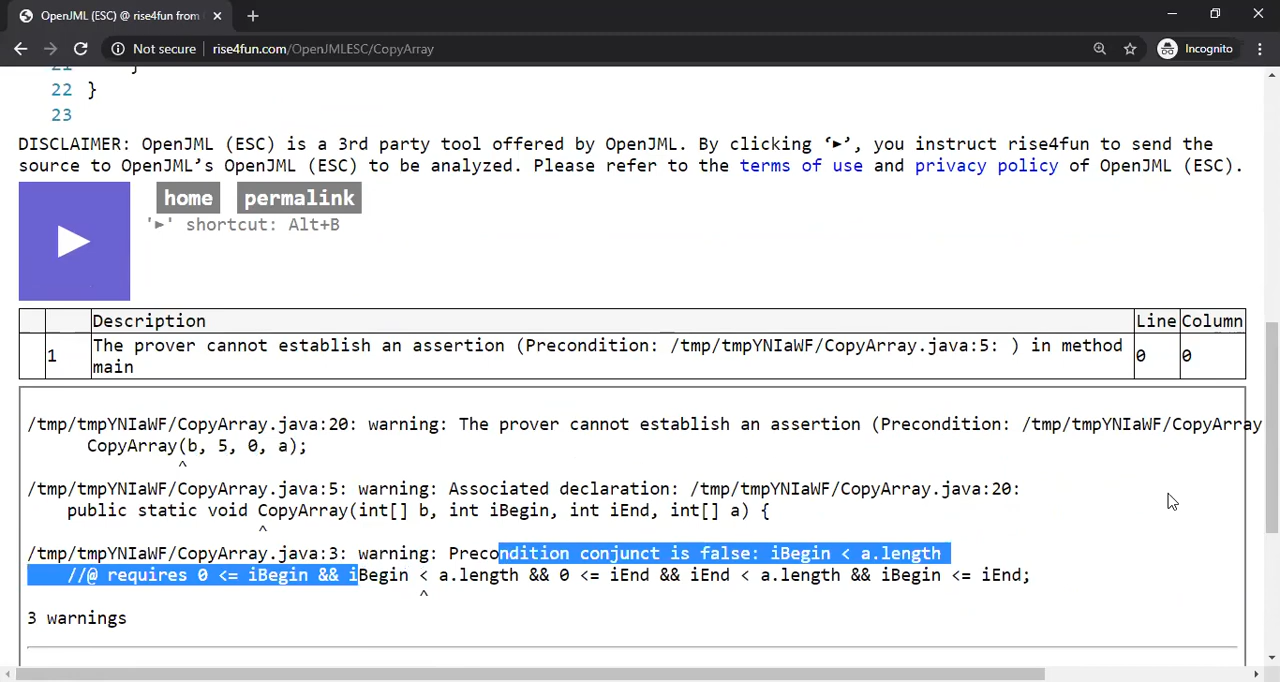 OpenJML (ESC) @ rise4fun from
Not secure rise4fun.com/OpenJMLESC/CopyArray Incognito
21 }
22 }
23
DISCLAIMER: OpenJML (ESC) is a 3rd party tool offered by OpenJML. By clicking ‘►’, you instruct rise4fun to send the
source to OpenJML’s OpenJML (ESC) to be analyzed. Please refer to the terms of use and privacy policy of OpenJML (ESC).
home permalink
'►' shortcut: Alt+B
Description Line Column
1 The prover cannot establish an assertion (Precondition: /tmp/tmpYNIaWF/CopyArray.java:5: ) in method 0 0
main
/tmp/tmpYNIaWF/CopyArray.java:20: warning: The prover cannot establish an assertion (Precondition: /tmp/tmpYNIaWF/CopyArray
CopyArray(b, 5, 0, a);
^
/tmp/tmpYNIaWF/CopyArray.java:5: warning: Associated declaration: /tmp/tmpYNIaWF/CopyArray.java:20:
public static void CopyArray(int[] b, int iBegin, int iEnd, int[] a) {
^
/tmp/tmpYNIaWF/CopyArray.java:3: warning: Precondition conjunct is false: iBegin < a.length
//@ requires 0 <= iBegin && iBegin < a.length && 0 <= iEnd && iEnd < a.length && iBegin <= iEnd;
^
3 warnings